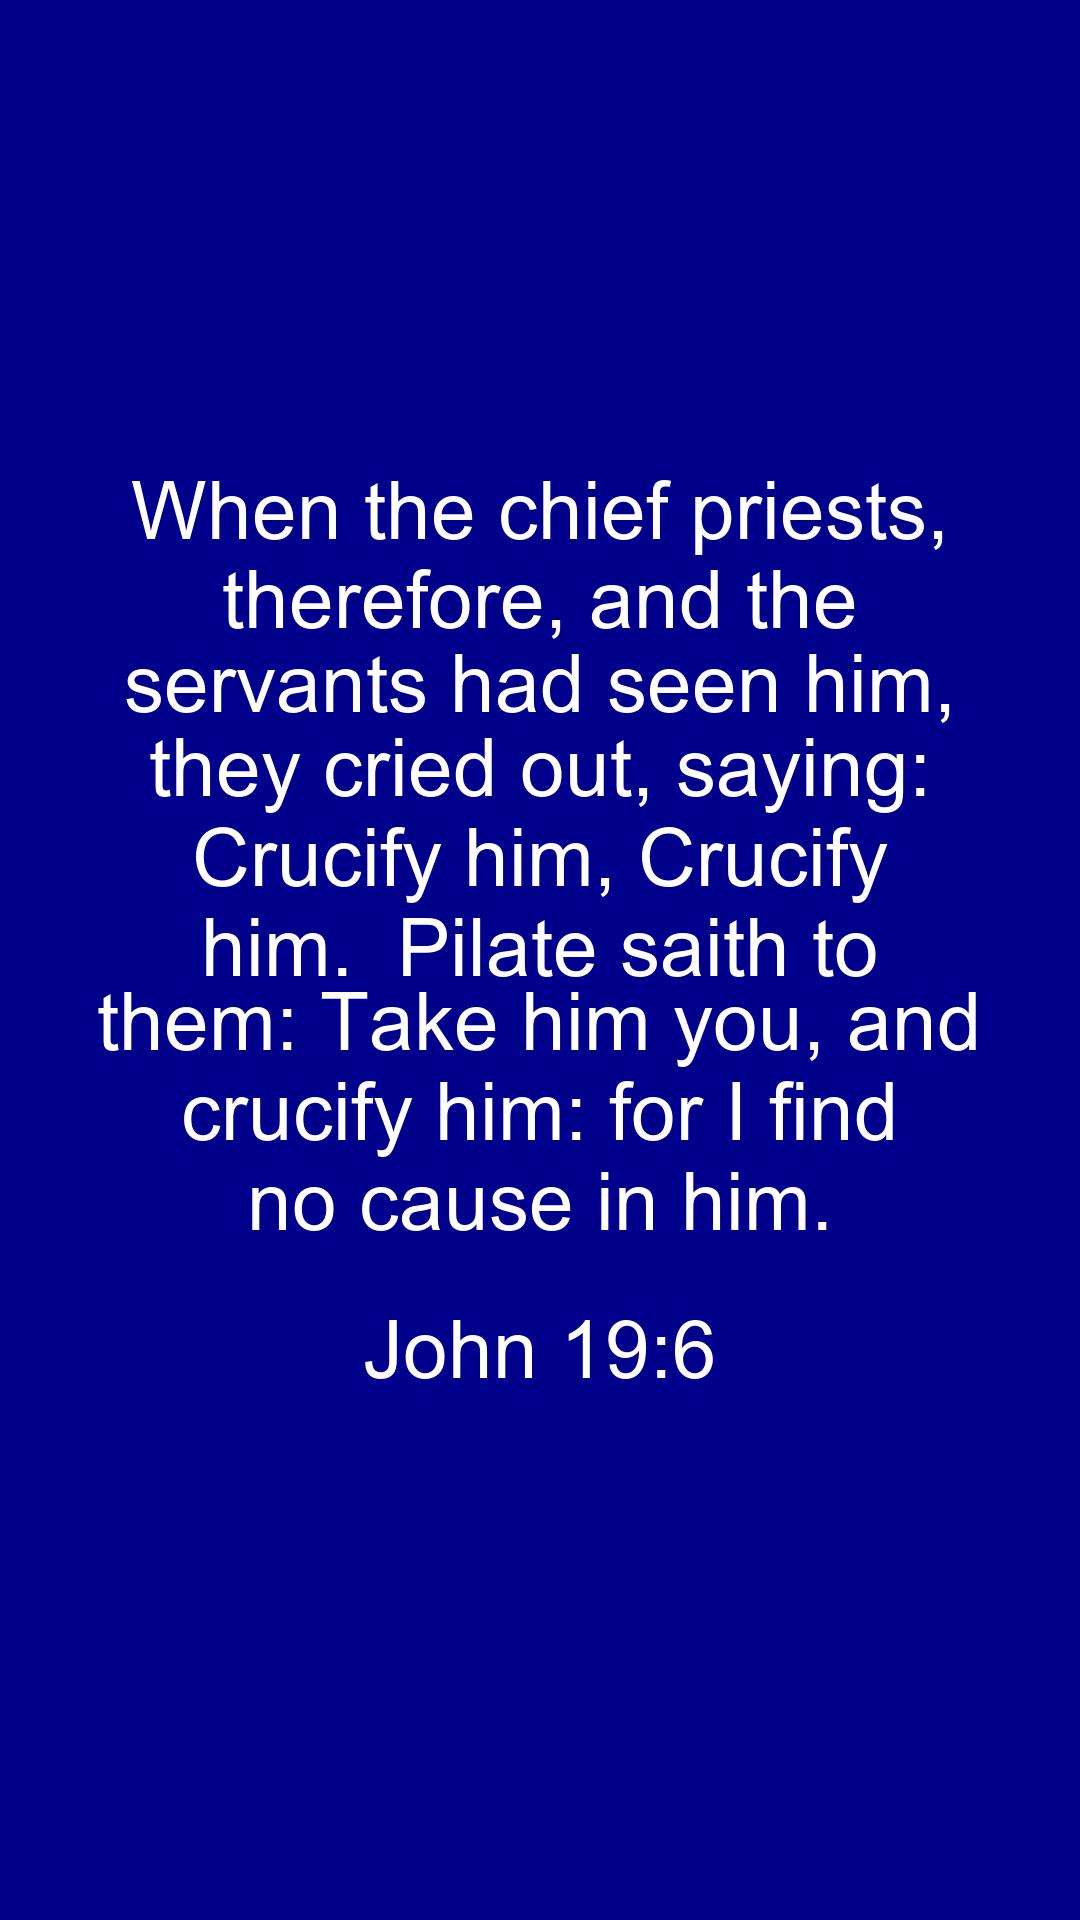 When the chief priests,
therefore, and the
servants had seen him,
they cried out, saying:
Crucify him, Crucify
him.  Pilate saith to
them: Take him you, and
crucify him: for I find
no cause in him.
John 19:6